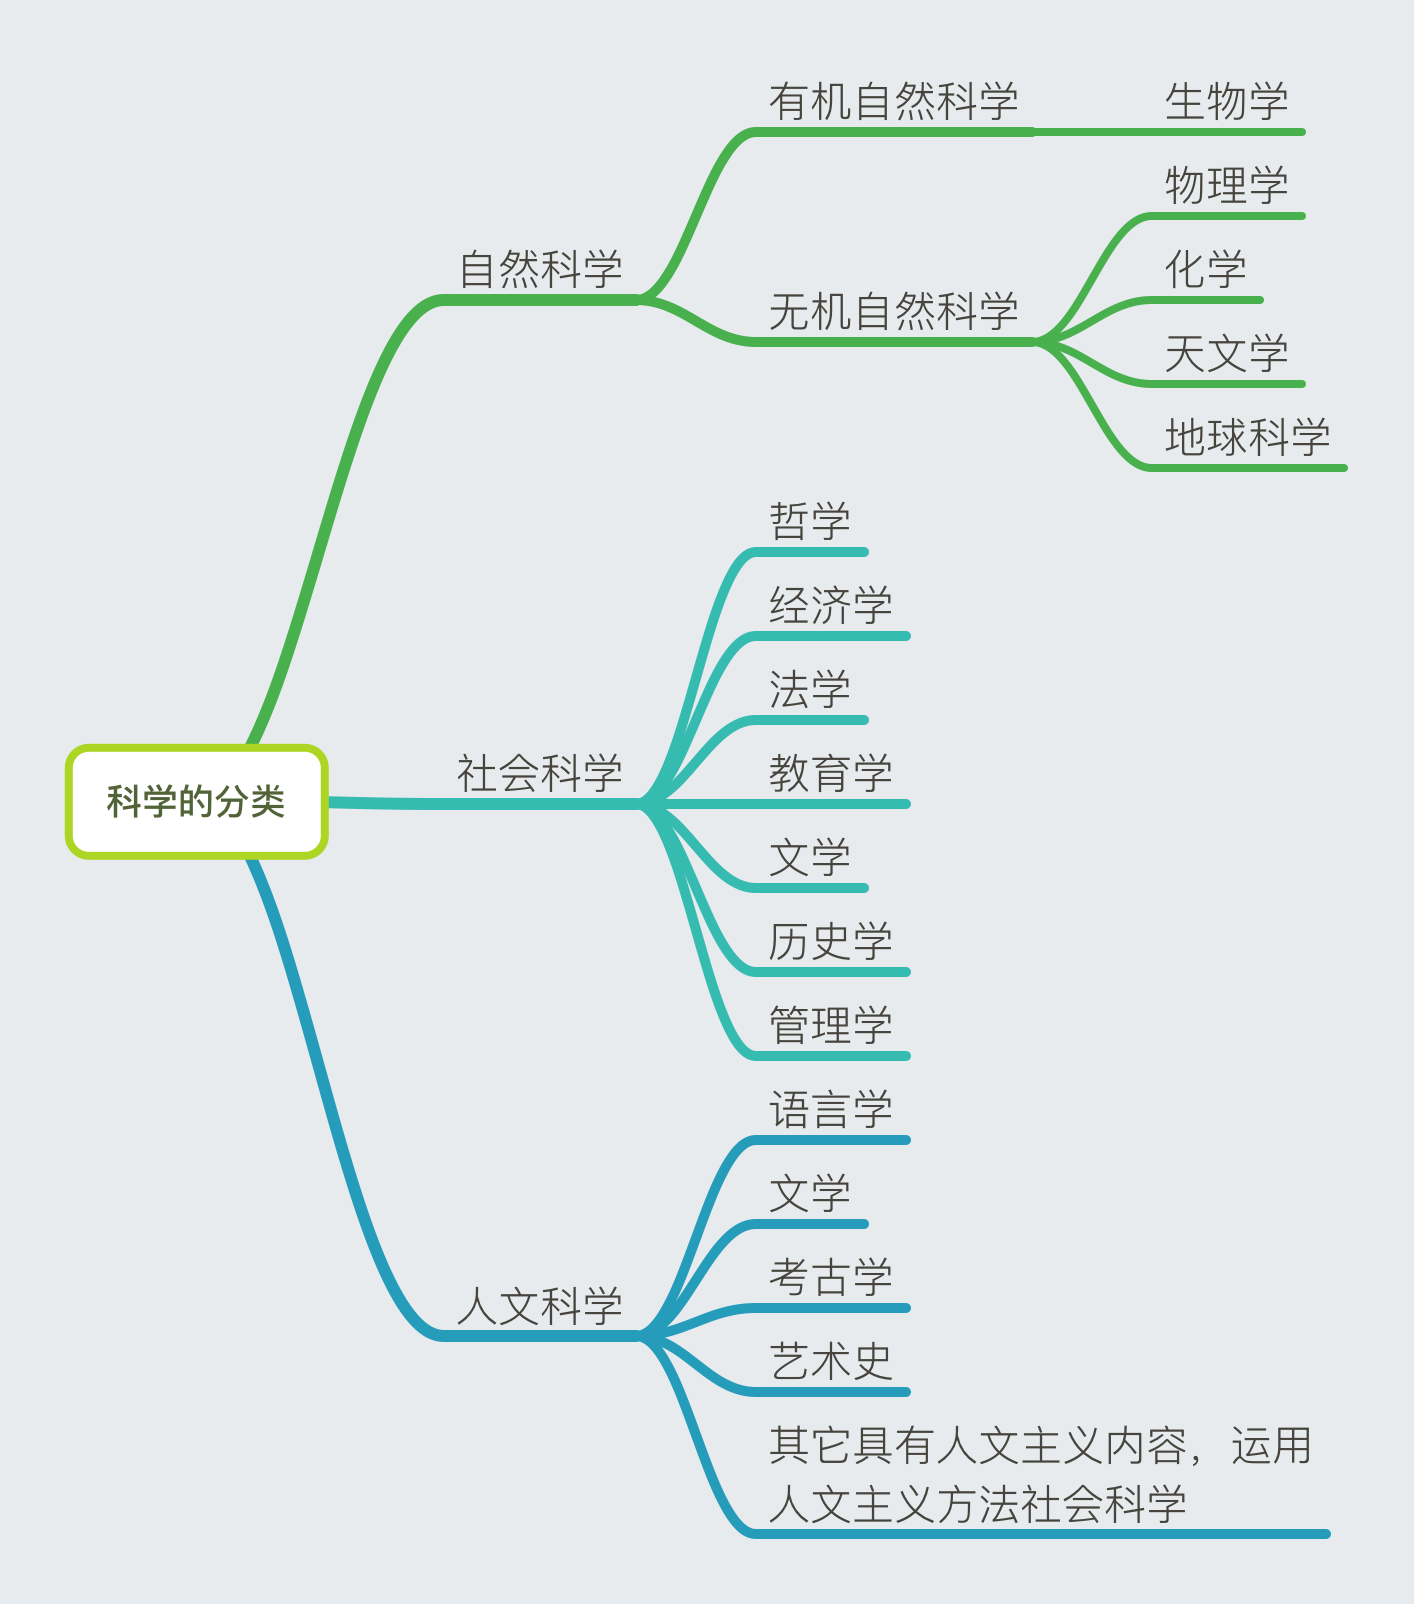 科学的分类
自然科学
有机自然科学
生物学
无机自然科学
物理学
化学
天文学
地球科学
社会科学
哲学
经济学
法学
教育学
文学
历史学
管理学
人文科学
语言学
文学
考古学
艺术史
其它具有人文主义内容，运用
人文主义方法社会科学